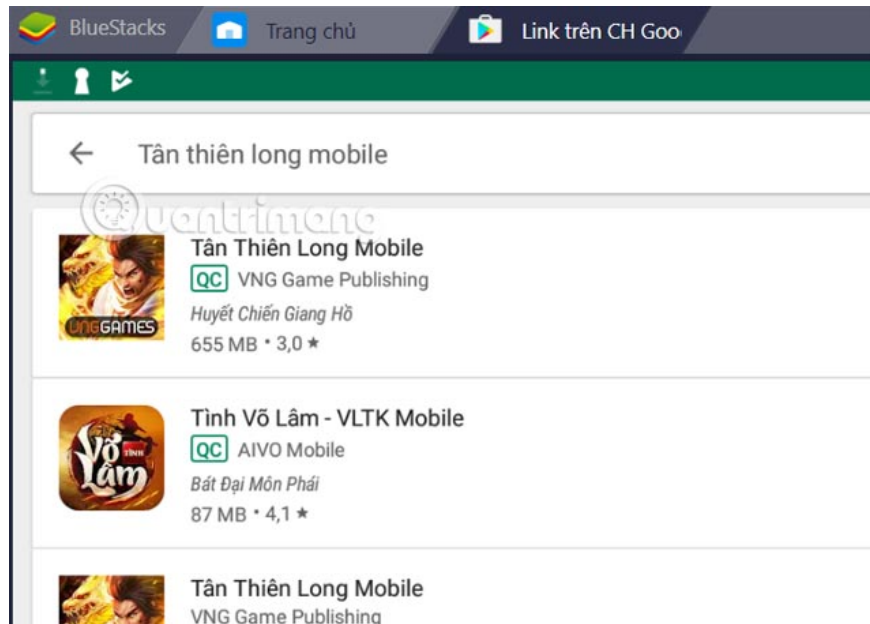 BlueStacks
Trang chủ
Link trên CH Goo
Tân thiên long mobile
Quantrimang
Tân Thiên Long Mobile
QC VNG Game Publishing
Huyết Chiến Giang Hồ
655 MB • 3,0 ★
VNGGAMES
Tình Võ Lâm - VLTK Mobile
QC AIVO Mobile
Bát Đại Môn Phái
87 MB • 4,1 ★
Võ Lâm
TÌNH
Tân Thiên Long Mobile
VNG Game Publishing